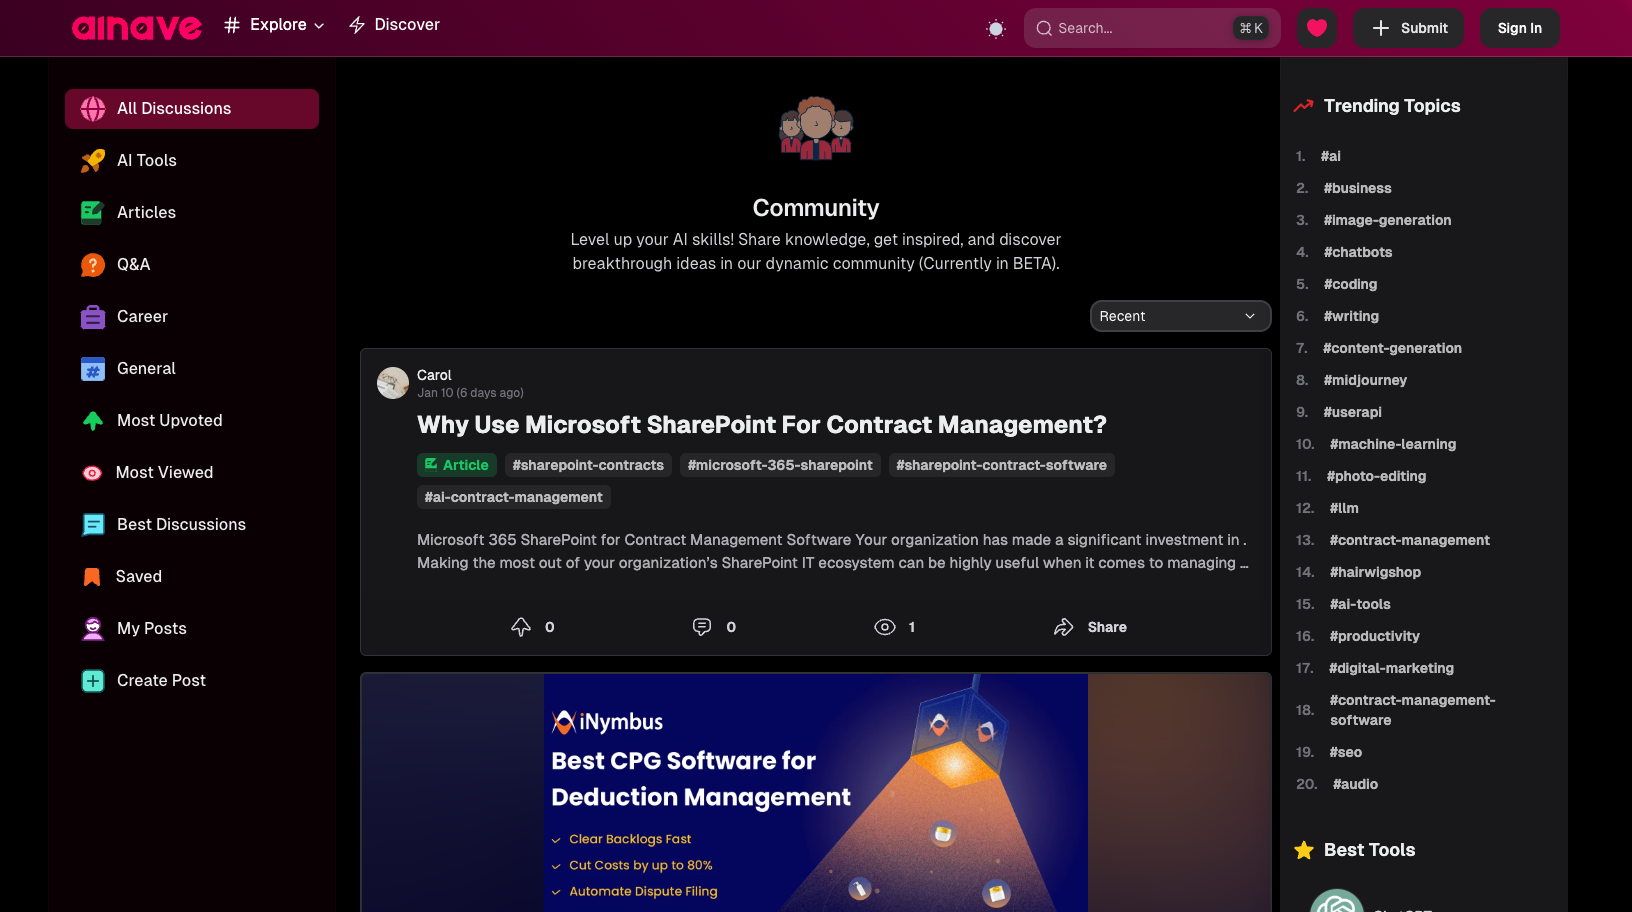 ainave
Explore
Discover
Search...
⌘ K
Submit
Sign In
All Discussions
AI Tools
Articles
Q&A
Career
General
Most Upvoted
Most Viewed
Best Discussions
Saved
My Posts
Create Post
Community
Level up your AI skills! Share knowledge, get inspired, and discover
breakthrough ideas in our dynamic community (Currently in BETA).
Recent
Carol
Jan 10 (6 days ago)
Why Use Microsoft SharePoint For Contract Management?
Article #sharepoint-contracts #microsoft-365-sharepoint #sharepoint-contract-software
#ai-contract-management
Microsoft 365 SharePoint for Contract Management Software Your organization has made a significant investment in .
Making the most out of your organization's SharePoint IT ecosystem can be highly useful when it comes to managing ...
0 0 1 Share
iNymbus
Best CPG Software for
Deduction Management
Clear Backlogs Fast
Cut Costs by up to 80%
Automate Dispute Filing
Trending Topics
1. #ai
2. #business
3. #image-generation
4. #chatbots
5. #coding
6. #writing
7. #content-generation
8. #midjourney
9. #userapi
10. #machine-learning
11. #photo-editing
12. #llm
13. #contract-management
14. #hairwigshop
15. #ai-tools
16. #productivity
17. #digital-marketing
18. #contract-management-
software
19. #seo
20. #audio
Best Tools